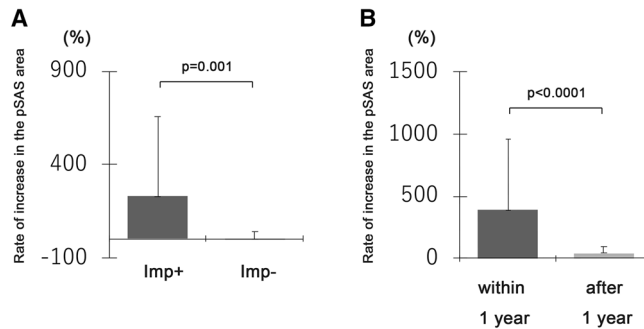 A
(%)
Rate of increase in the pSAS area
900
400
-100
p=0.001
Imp+
Imp-
B
(%)
Rate of increase in the pSAS area
1500
1000
500
0
p<0.0001
within
1 year
after
1 year